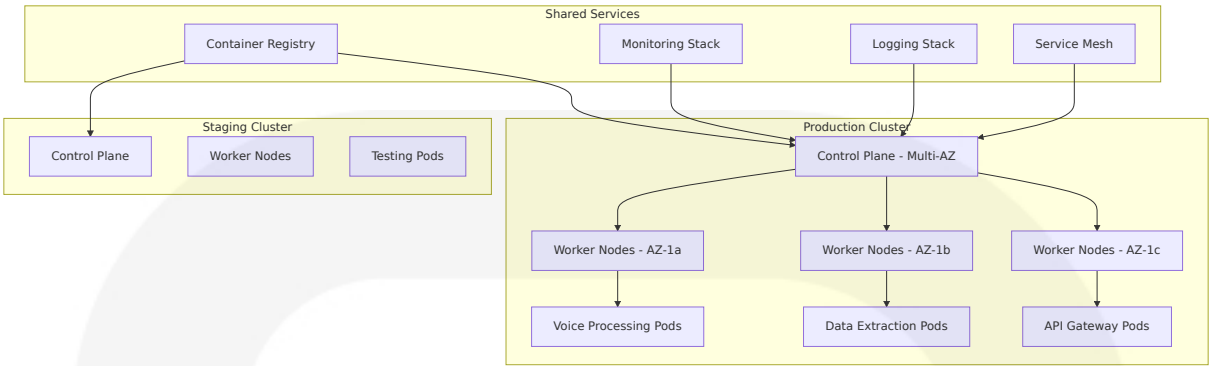 Shared Services
Container Registry
Monitoring Stack
Logging Stack
Service Mesh
Staging Cluster
Control Plane
Worker Nodes
Testing Pods
Production Cluster
Control Plane - Multi-AZ
Worker Nodes - AZ-1a
Worker Nodes - AZ-1b
Worker Nodes - AZ-1c
Voice Processing Pods
Data Extraction Pods
API Gateway Pods